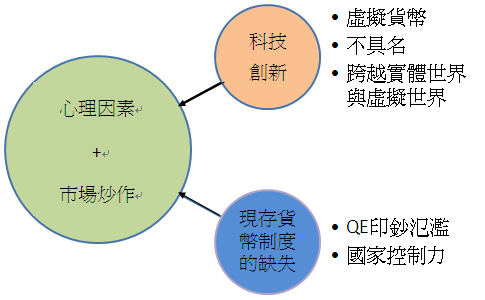 心理因素
+
市場炒作
科技
創新
• 虛擬貨幣
• 不具名
• 跨越實體世界
與虛擬世界
現存貨
幣制度
的缺失
• QE印鈔氾濫
• 國家控制力